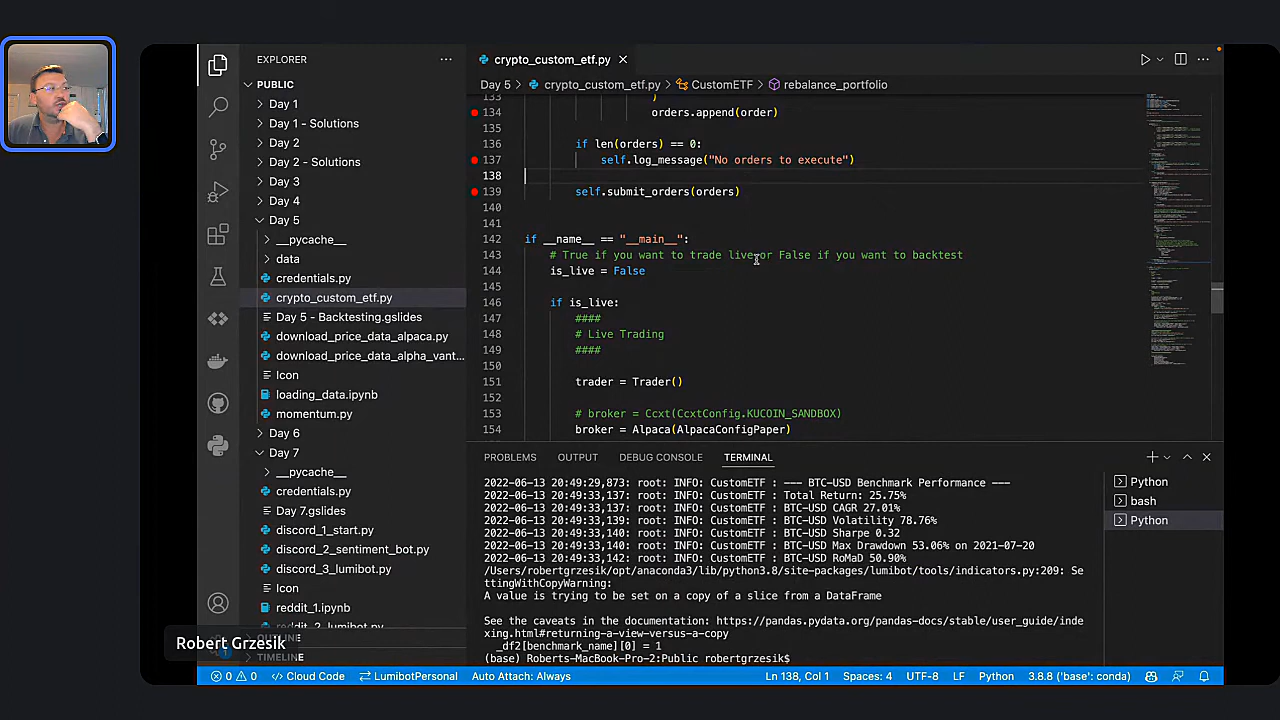 EXPLORER
PUBLIC
Day 1
Day 1 - Solutions
Day 2
Day 2 - Solutions
Day 3
Day 4
Day 5
__pycache__
data
credentials.py
crypto_custom_etf.py
Day 5 - Backtesting.gslides
download_price_data_alpaca.py
download_price_data_alpha_vant...
Icon
loading_data.ipynb
momentum.py
Day 6
Day 7
__pycache__
credentials.py
Day 7.gslides
discord_1_start.py
discord_2_sentiment_bot.py
discord_3_lumibot.py
Icon
reddit_1.ipynb
reddit_2_lumibot.py
OUTLINE
TIMELINE
Robert Grzesik
crypto_custom_etf.py
Day 5 > crypto_custom_etf.py > CustomETF > rebalance_portfolio
133 )
134 orders.append(order)
135
136 if len(orders) == 0:
137 self.log_message("No orders to execute")
138
139 self.submit_orders(orders)
140
141
142 if __name__ == "__main__":
143 # True if you want to trade live or False if you want to backtest
144 is_live = False
145
146 if is_live:
147 ####
148 # Live Trading
149 ####
150
151 trader = Trader()
152
153 # broker = Ccxt(CcxtConfig.KUCOIN_SANDBOX)
154 broker = Alpaca(AlpacaConfigPaper)
PROBLEMS OUTPUT DEBUG CONSOLE TERMINAL
2022-06-13 20:49:29,873: root: INFO: CustomETF : --- BTC-USD Benchmark Performance ---
2022-06-13 20:49:33,137: root: INFO: CustomETF : Total Return: 25.75%
2022-06-13 20:49:33,137: root: INFO: CustomETF : BTC-USD CAGR 27.01%
2022-06-13 20:49:33,139: root: INFO: CustomETF : BTC-USD Volatility 78.76%
2022-06-13 20:49:33,140: root: INFO: CustomETF : BTC-USD Sharpe 0.32
2022-06-13 20:49:33,140: root: INFO: CustomETF : BTC-USD Max Drawdown 53.06% on 2021-07-20
2022-06-13 20:49:33,142: root: INFO: CustomETF : BTC-USD RoMaD 50.90%
/Users/robertgrzesik/opt/anaconda3/lib/python3.8/site-packages/lumibot/tools/indicators.py:209: Se
ttingWithCopyWarning:
A value is trying to be set on a copy of a slice from a DataFrame
See the caveats in the documentation: https://pandas.pydata.org/pandas-docs/stable/user_guide/inde
xing.html#returning-a-view-versus-a-copy
_df2[benchmark_name][0] = 1
(base) Roberts-MacBook-Pro-2:Public robertgrzesik$
Python
bash
Python
0 0 Cloud Code LumibotPersonal Auto Attach: Always Ln 138, Col 1 Spaces: 4 UTF-8 LF Python 3.8.8 ('base': conda)